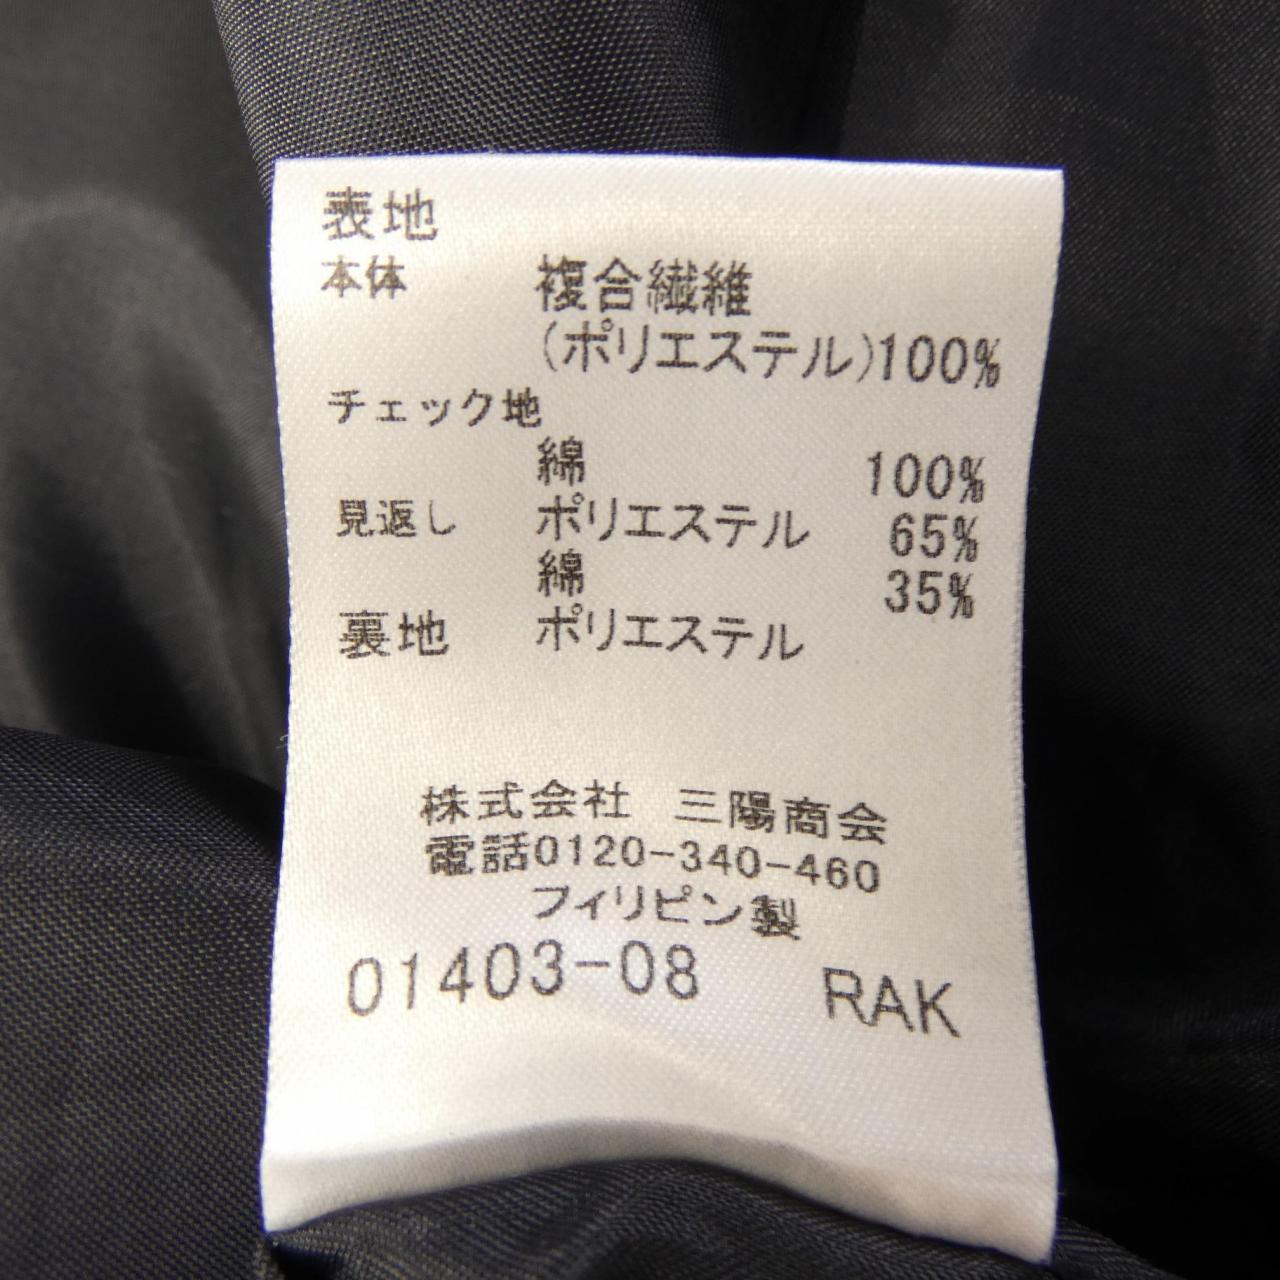 表地
本体 複合繊維
(ポリエステル)100%
チェック地
綿 100%
見返し ポリエステル 65%
綿 35%
裏地 ポリエステル
株式会社 三陽商会
電話0120-340-460
フィリピン製
01403-08 RAK